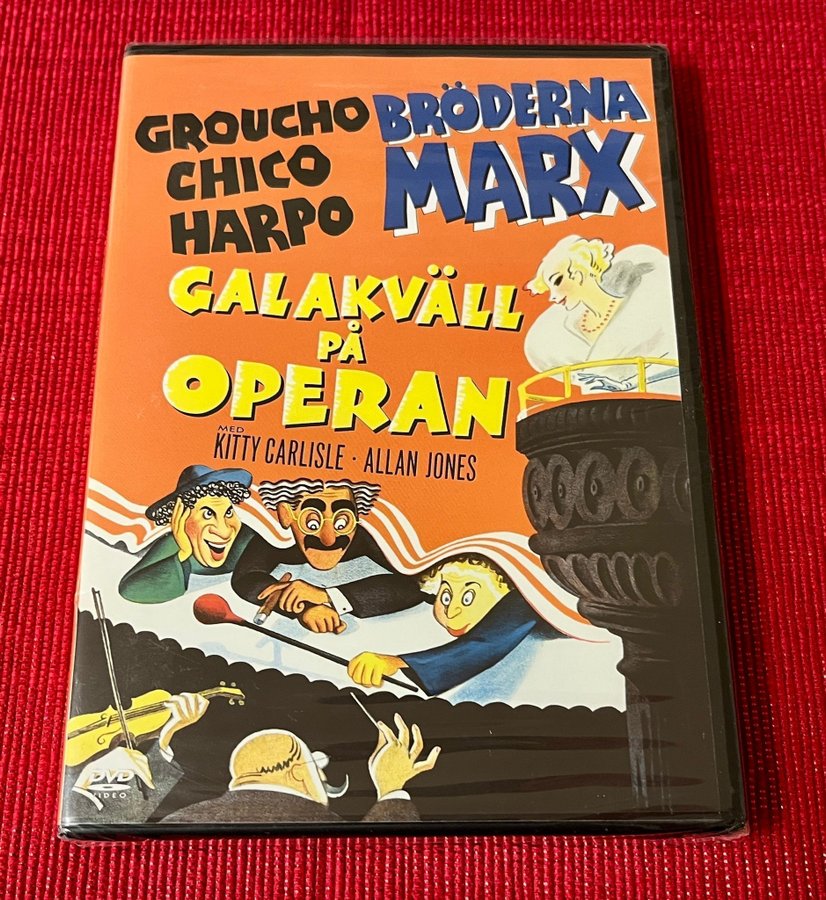 GROUCHO
CHICO
HARPO
BRÖDERNA
MARX
GALAKVÄLL
PÅ
OPERAN
MED
KITTY CARLISLE · ALLAN JONES
DVD
VIDEO